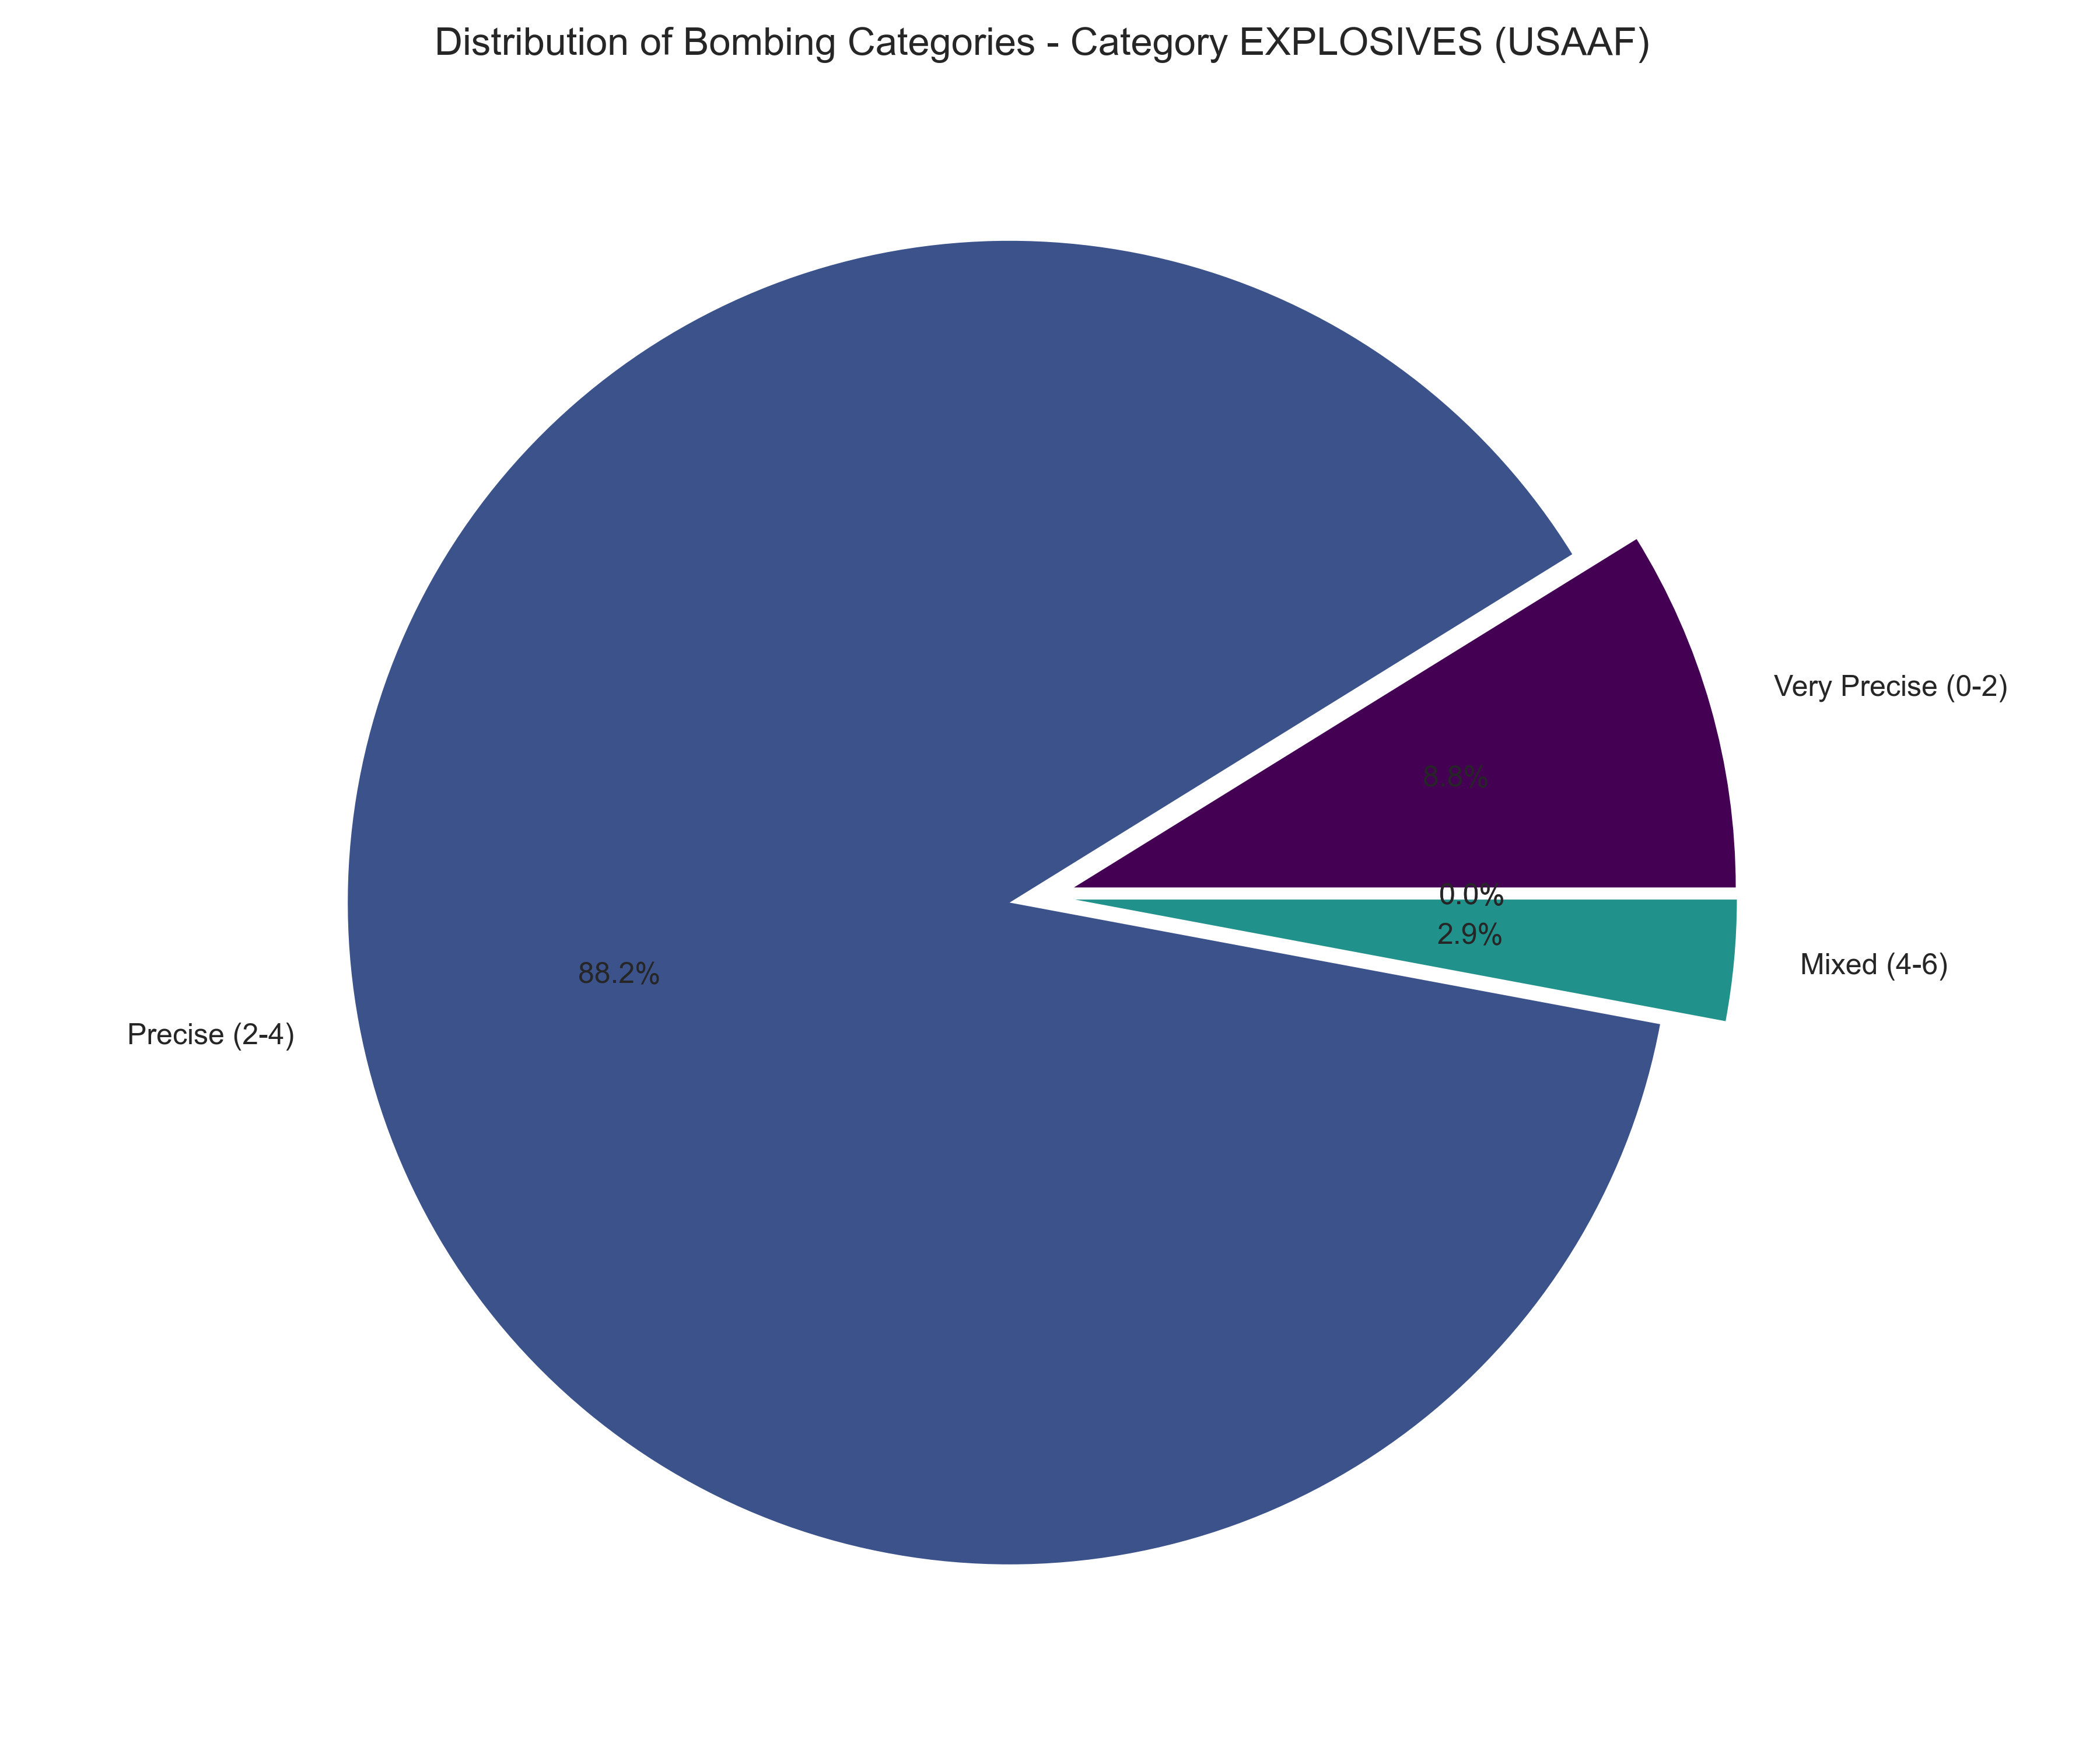 Distribution of Bombing Categories - Category EXPLOSIVES (USAAF)
Very Precise (0-2)
8.8%
0.0%
2.9%
Mixed (4-6)
88.2%
Precise (2-4)